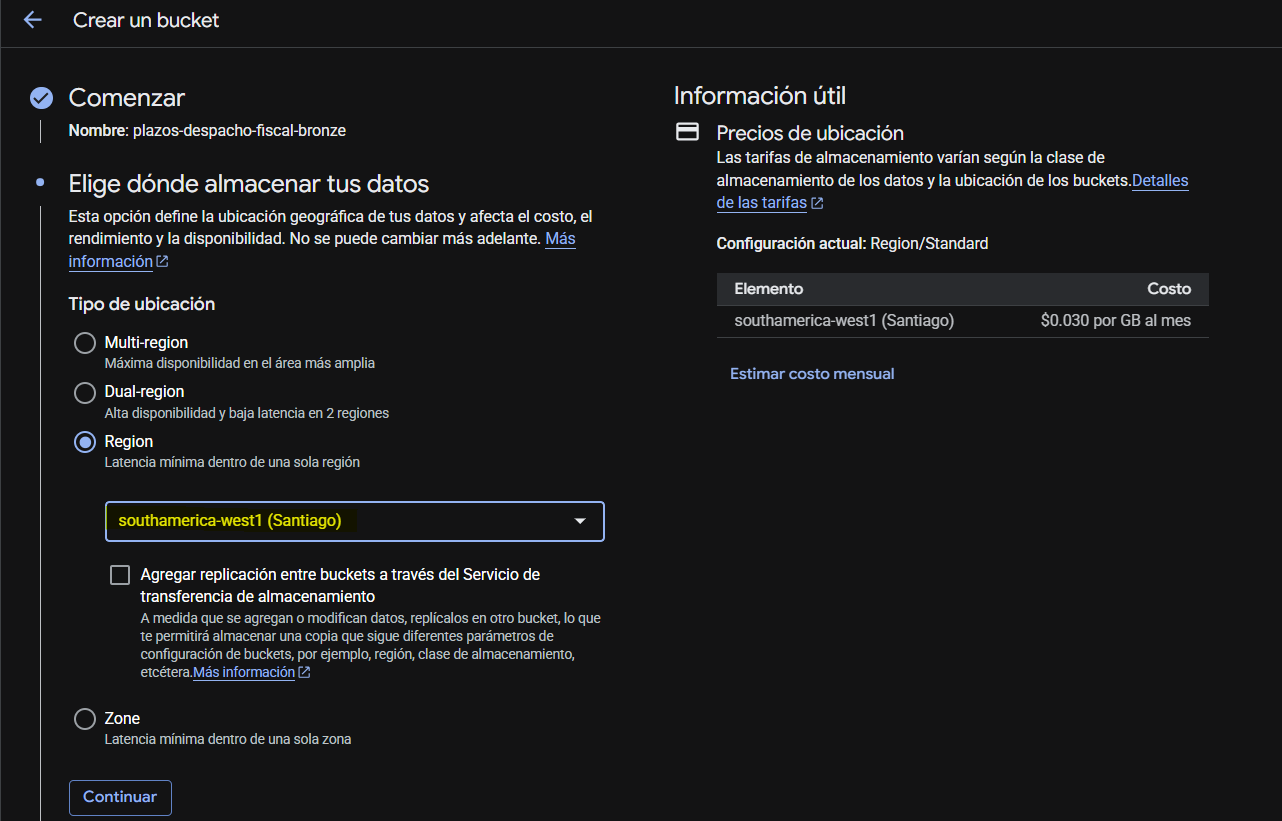 Crear un bucket
Comenzar
Nombre: plazos-despacho-fiscal-bronze
Elige dónde almacenar tus datos
Esta opción define la ubicación geográfica de tus datos y afecta el costo, el
rendimiento y la disponibilidad. No se puede cambiar más adelante. Más
información
Tipo de ubicación
Multi-region
Máxima disponibilidad en el área más amplia
Dual-region
Alta disponibilidad y baja latencia en 2 regiones
Region
Latencia mínima dentro de una sola región
southamerica-west1 (Santiago)
Agregar replicación entre buckets a través del Servicio de
transferencia de almacenamiento
A medida que se agregan o modifican datos, replícalos en otro bucket, lo que
te permitirá almacenar una copia que sigue diferentes parámetros de
configuración de buckets, por ejemplo, región, clase de almacenamiento,
etcétera.Más información
Zone
Latencia mínima dentro de una sola zona
Continuar
Información útil
Precios de ubicación
Las tarifas de almacenamiento varían según la clase de
almacenamiento de los datos y la ubicación de los buckets.Detalles
de las tarifas
Configuración actual: Region/Standard
Elemento Costo
southamerica-west1 (Santiago) $0.030 por GB al mes
Estimar costo mensual